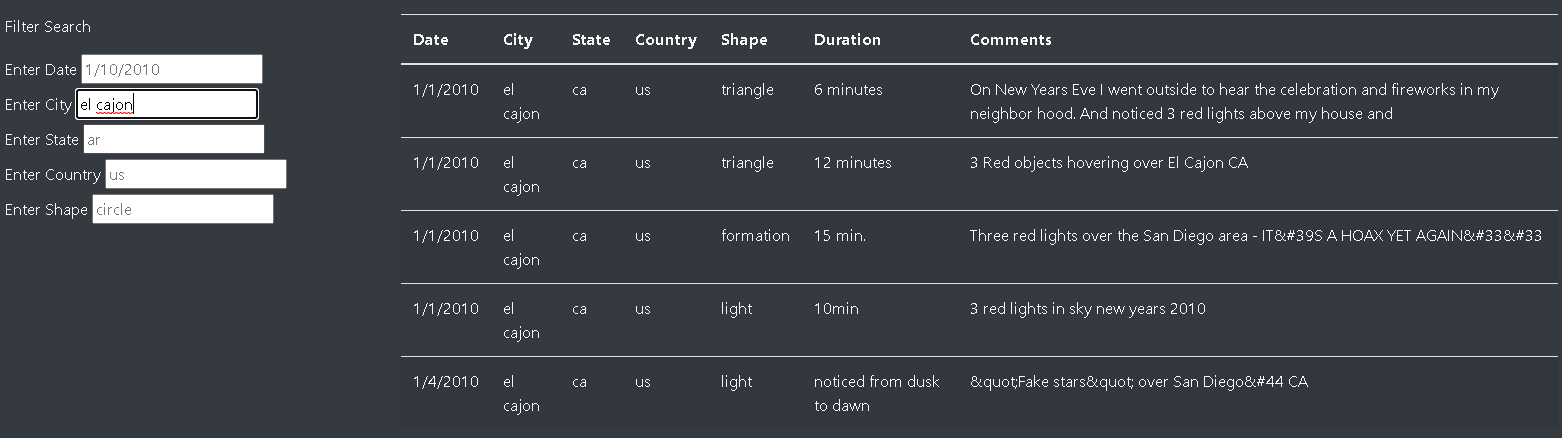 Filter Search
Enter Date 1/10/2010
Enter City el cajon
Enter State ar
Enter Country us
Enter Shape circle
Date City State Country Shape Duration Comments
1/1/2010 el ca us triangle 6 minutes On New Years Eve I went outside to hear the celebration and fireworks in my
cajon neighbor hood. And noticed 3 red lights above my house and
1/1/2010 el ca us triangle 12 minutes 3 Red objects hovering over El Cajon CA
cajon
1/1/2010 el ca us formation 15 min. Three red lights over the San Diego area - IT&#39S A HOAX YET AGAIN&#33&#33
cajon
1/1/2010 el ca us light 10min 3 red lights in sky new years 2010
cajon
1/4/2010 el ca us light noticed from dusk &quot;Fake stars&quot; over San Diego&#44 CA
cajon to dawn